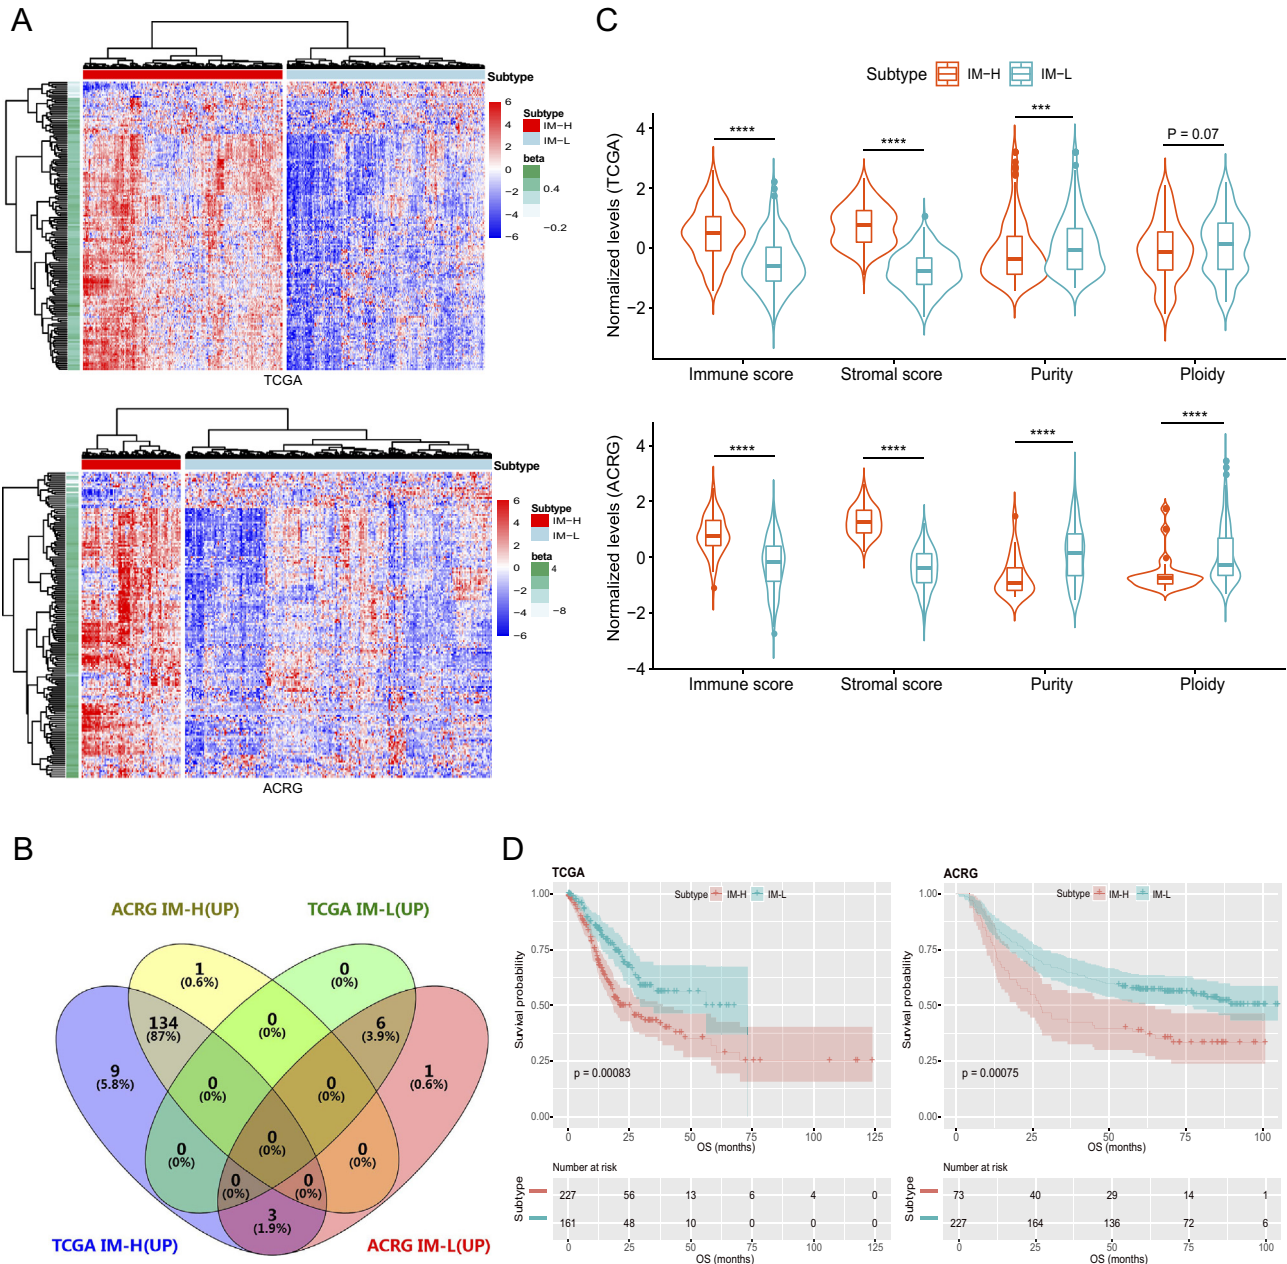 A
Subtype
6
4
2
0
−2
−4
−6
Subtype
IM−H
IM−L
beta
0.4
−0.2
TCGA
Subtype
6
4
2
0
−2
−4
−6
Subtype
IM−H
IM−L
beta
4
−8
ACRG
C
Subtype IM−H IM−L
Normalized levels (TCGA)
4
2
0
−2
**** **** *** P = 0.07
Immune score Stromal score Purity Ploidy
Normalized levels (ACRG)
4
2
0
−2
−4
**** **** **** ****
Immune score Stromal score Purity Ploidy
B
ACRG IM-H(UP) TCGA IM-L(UP)
1
(0.6%)
0
(0%)
134
(87%)
0
(0%)
6
(3.9%)
9
(5.8%)
0
(0%)
0
(0%)
1
(0.6%)
0
(0%)
0
(0%)
0
(0%)
0
(0%)
0
(0%)
3
(1.9%)
TCGA IM-H(UP) ACRG IM-L(UP)
D
TCGA
Subtype IM−H IM−L
Survival probability
1.00
0.75
0.50
0.25
0.00
p = 0.00083
0 25 50 75 100 125
OS (months)
Number at risk
Subtype
227 56 13 6 4 0
161 48 10 0 0 0
0 25 50 75 100 125
OS (months)
ACRG
Subtype IM−H IM−L
Survival probability
1.00
0.75
0.50
0.25
0.00
p = 0.00075
0 25 50 75 100
OS (months)
Number at risk
Subtype
73 40 29 14 1
227 164 136 72 6
0 25 50 75 100
OS (months)